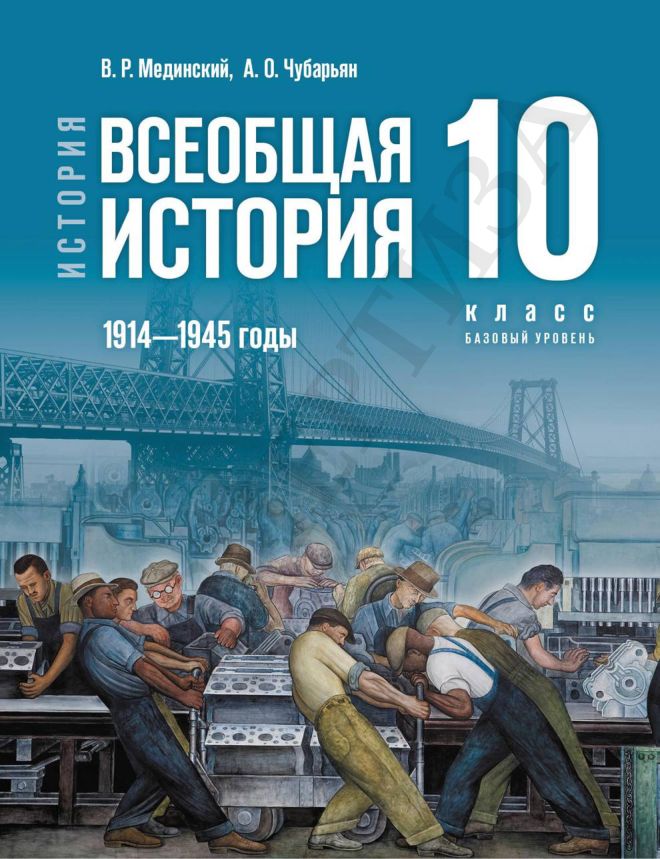 В. Р. Мединский, А. О. Чубарьян
ИСТОРИЯ
ВСЕОБЩАЯ
ИСТОРИЯ
10
класс
БАЗОВЫЙ УРОВЕНЬ
1914—1945 годы